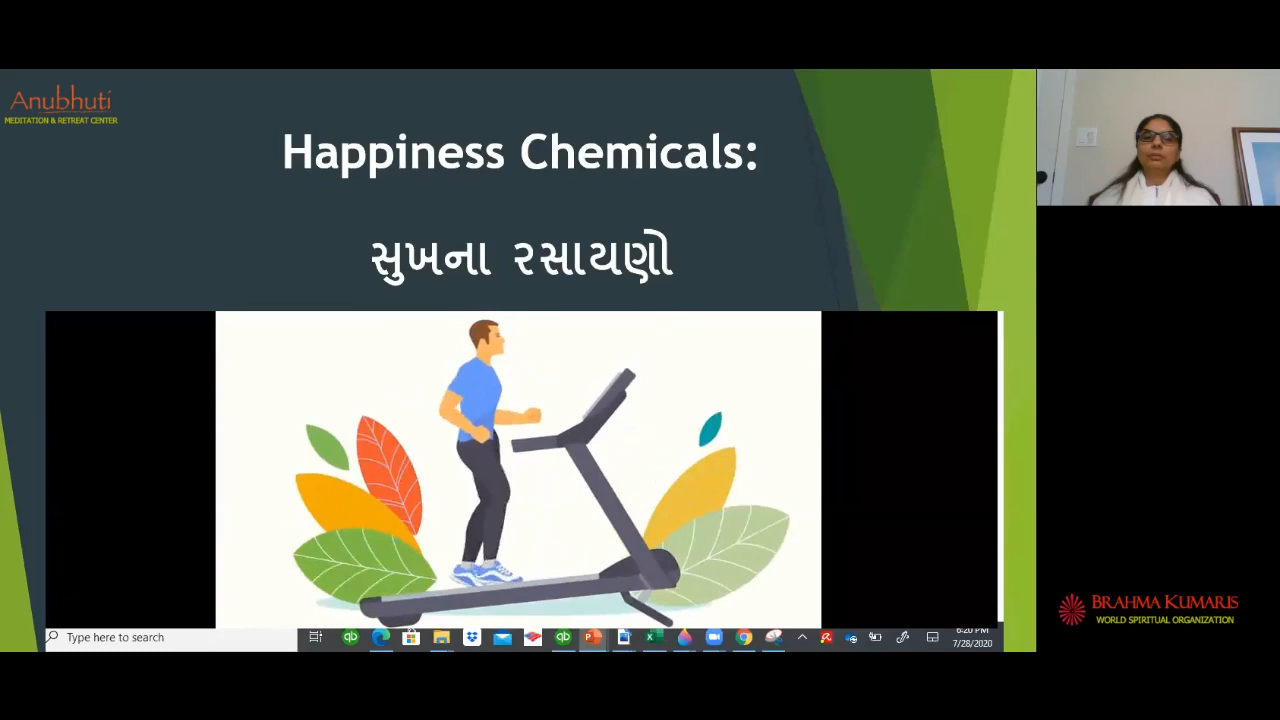 Anubhuti
MEDITATION & RETREAT CENTER
Happiness Chemicals:
સુખના રસાયણો
Type here to search
6:20 PM
7/28/2020
BRAHMA KUMARIS
WORLD SPIRITUAL ORGANIZATION